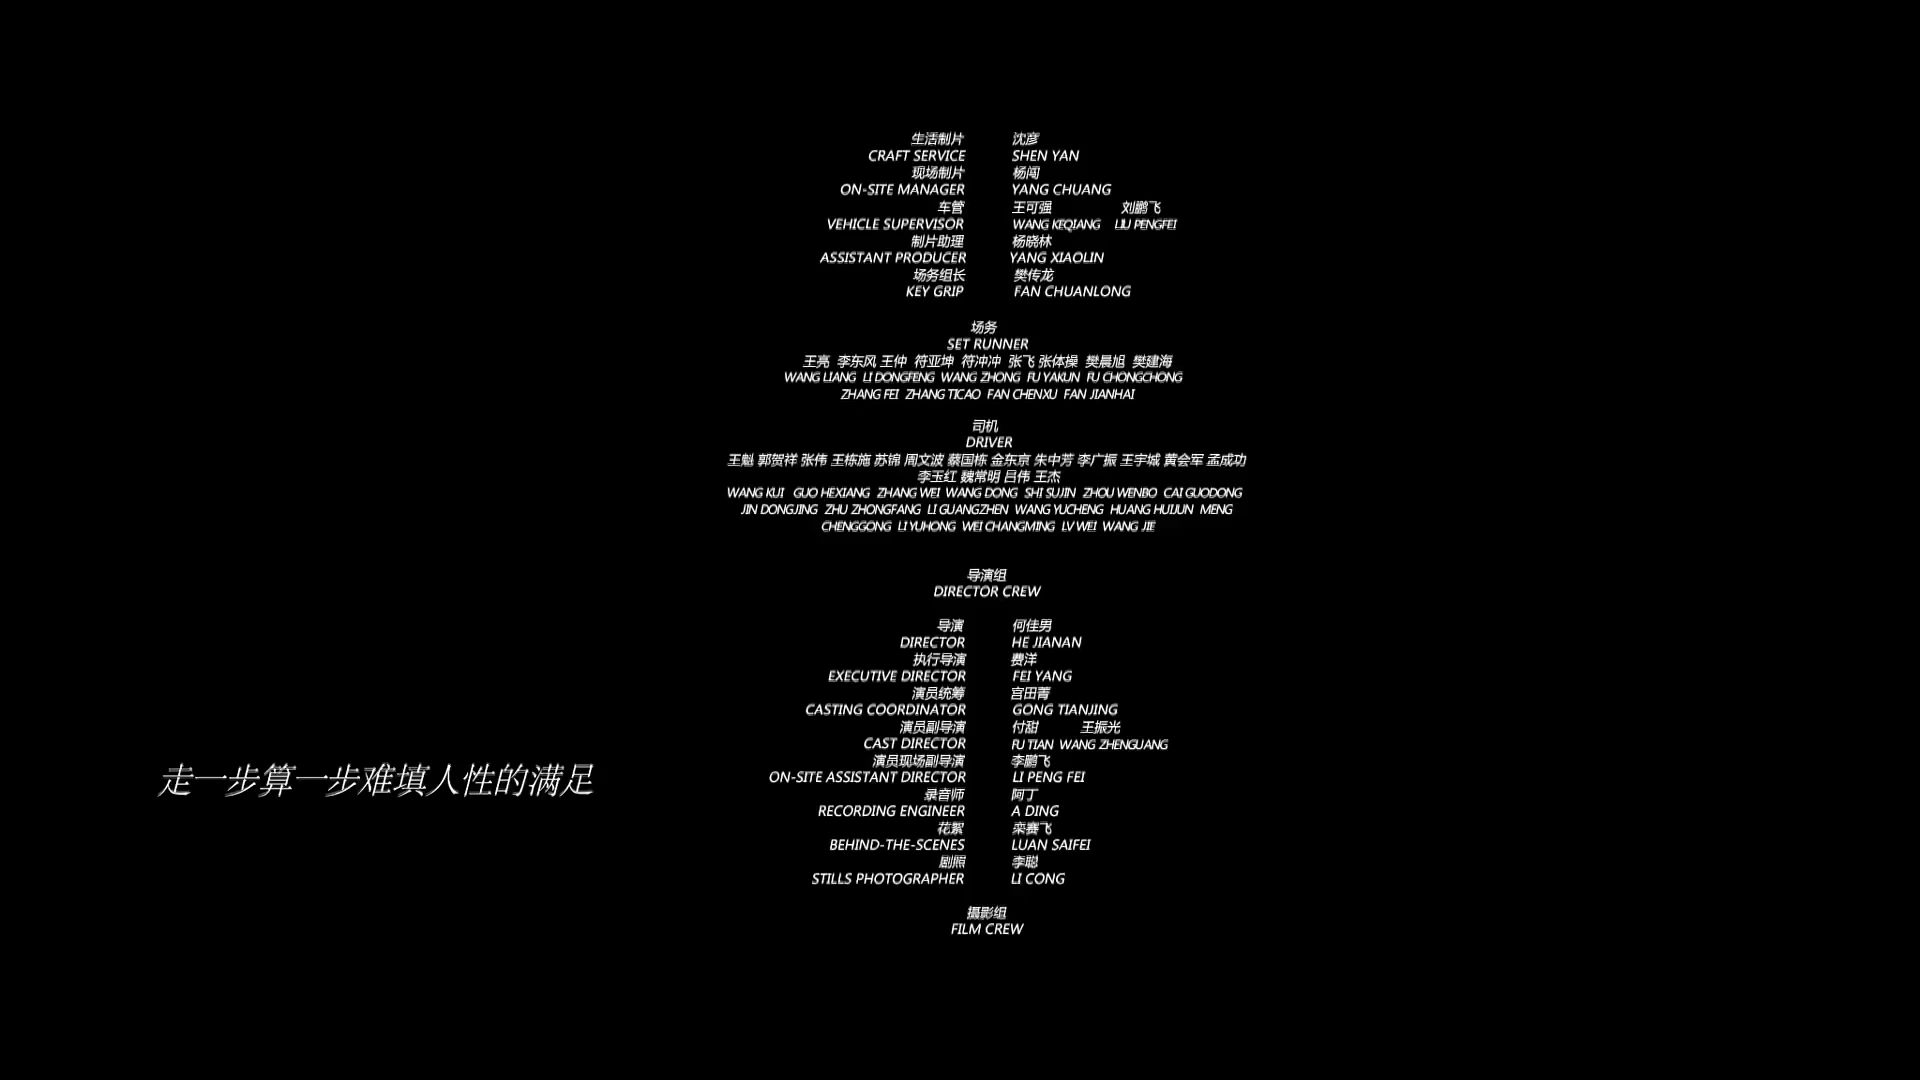 生活制片 沈彦
CRAFT SERVICE SHEN YAN
现场制片 杨闯
ON-SITE MANAGER YANG CHUANG
车管 王可强 刘鹏飞
VEHICLE SUPERVISOR WANG KEQIANG LIU PENGFEI
制片助理 杨晓林
ASSISTANT PRODUCER YANG XIAOLIN
场务组长 樊传龙
KEY GRIP FAN CHUANLONG
场务
SET RUNNER
王亮 李东风 王仲 符亚坤 符冲冲 张飞 张体操 樊晨旭 樊建海
WANG LIANG LI DONGFENG WANG ZHONG FU YAKUN FU CHONGCHONG
ZHANG FEI ZHANG TICAO FAN CHENXU FAN JIANHAI
司机
DRIVER
王魁 郭贺祥 张伟 王栋施 苏锦 周文波 蔡国栋 金东京 朱中芳 李广振 王宇城 黄会军 孟成功
李玉红 魏常明 吕伟 王杰
WANG KUI GUO HEXIANG ZHANG WEI WANG DONG SHI SUJIN ZHOU WENBO CAI GUODONG
JIN DONGJING ZHU ZHONGFANG LI GUANGZHEN WANG YUCHENG HUANG HUIJUN MENG
CHENGGONG LI YUHONG WEI CHANGMING LV WEI WANG JIE
导演组
DIRECTOR CREW
导演 何佳男
DIRECTOR HE JIANAN
执行导演 费洋
EXECUTIVE DIRECTOR FEI YANG
演员统筹 宫田菁
CASTING COORDINATOR GONG TIANJING
演员副导演 付甜 王振光
CAST DIRECTOR FU TIAN WANG ZHENGUANG
演员现场副导演 李鹏飞
ON-SITE ASSISTANT DIRECTOR LI PENG FEI
走一步算一步难填人性的满足
录音师 阿丁
RECORDING ENGINEER A DING
花絮 栾赛飞
BEHIND-THE-SCENES LUAN SAIFEI
剧照 李聪
STILLS PHOTOGRAPHER LI CONG
摄影组
FILM CREW